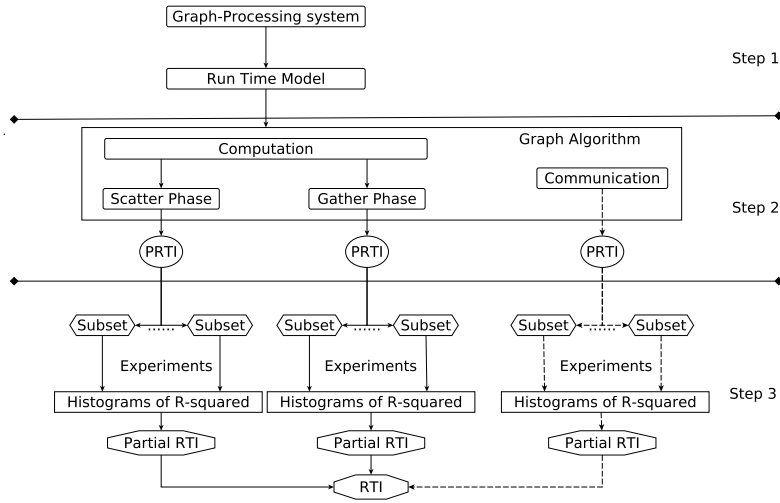 Graph-Processing system
Step 1
Run Time Model
Graph Algorithm
Computation
Communication
Scatter Phase
Gather Phase
Step 2
PRTI
PRTI
PRTI
Subset ...... Subset
Subset ...... Subset
Subset ...... Subset
Experiments
Experiments
Experiments
Step 3
Histograms of R-squared
Histograms of R-squared
Histograms of R-squared
Partial RTI
Partial RTI
Partial RTI
RTI